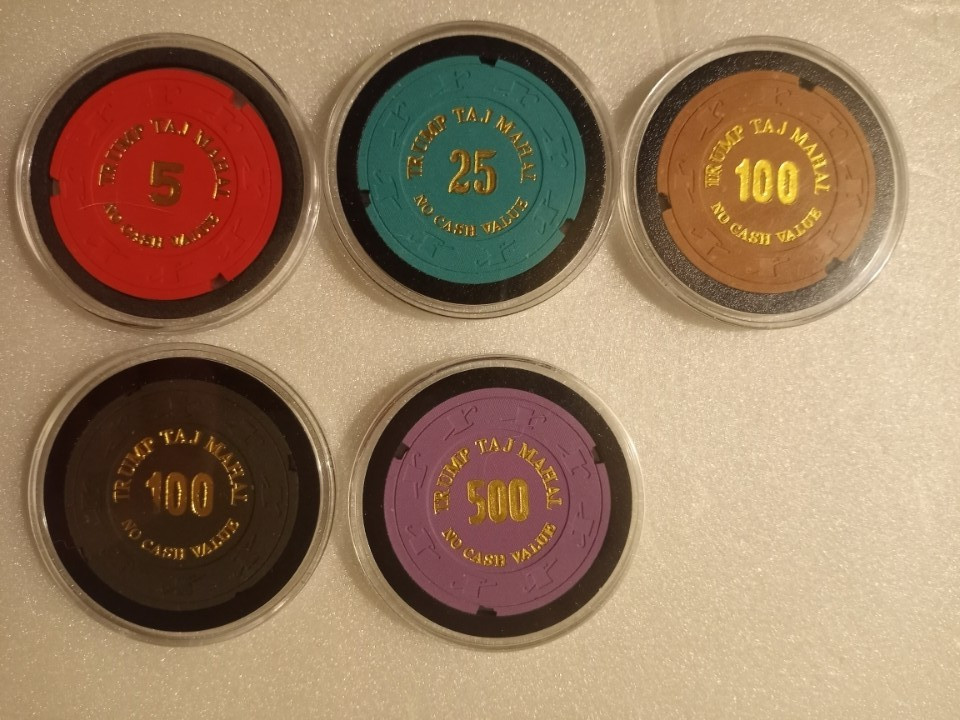 TRUMP TAJ MAHAL
5
NO CASH VALUE
TRUMP TAJ MAHAL
25
NO CASH VALUE
TRUMP TAJ MAHAL
100
NO CASH VALUE
TRUMP TAJ MAHAL
100
NO CASH VALUE
TRUMP TAJ MAHAL
500
NO CASH VALUE